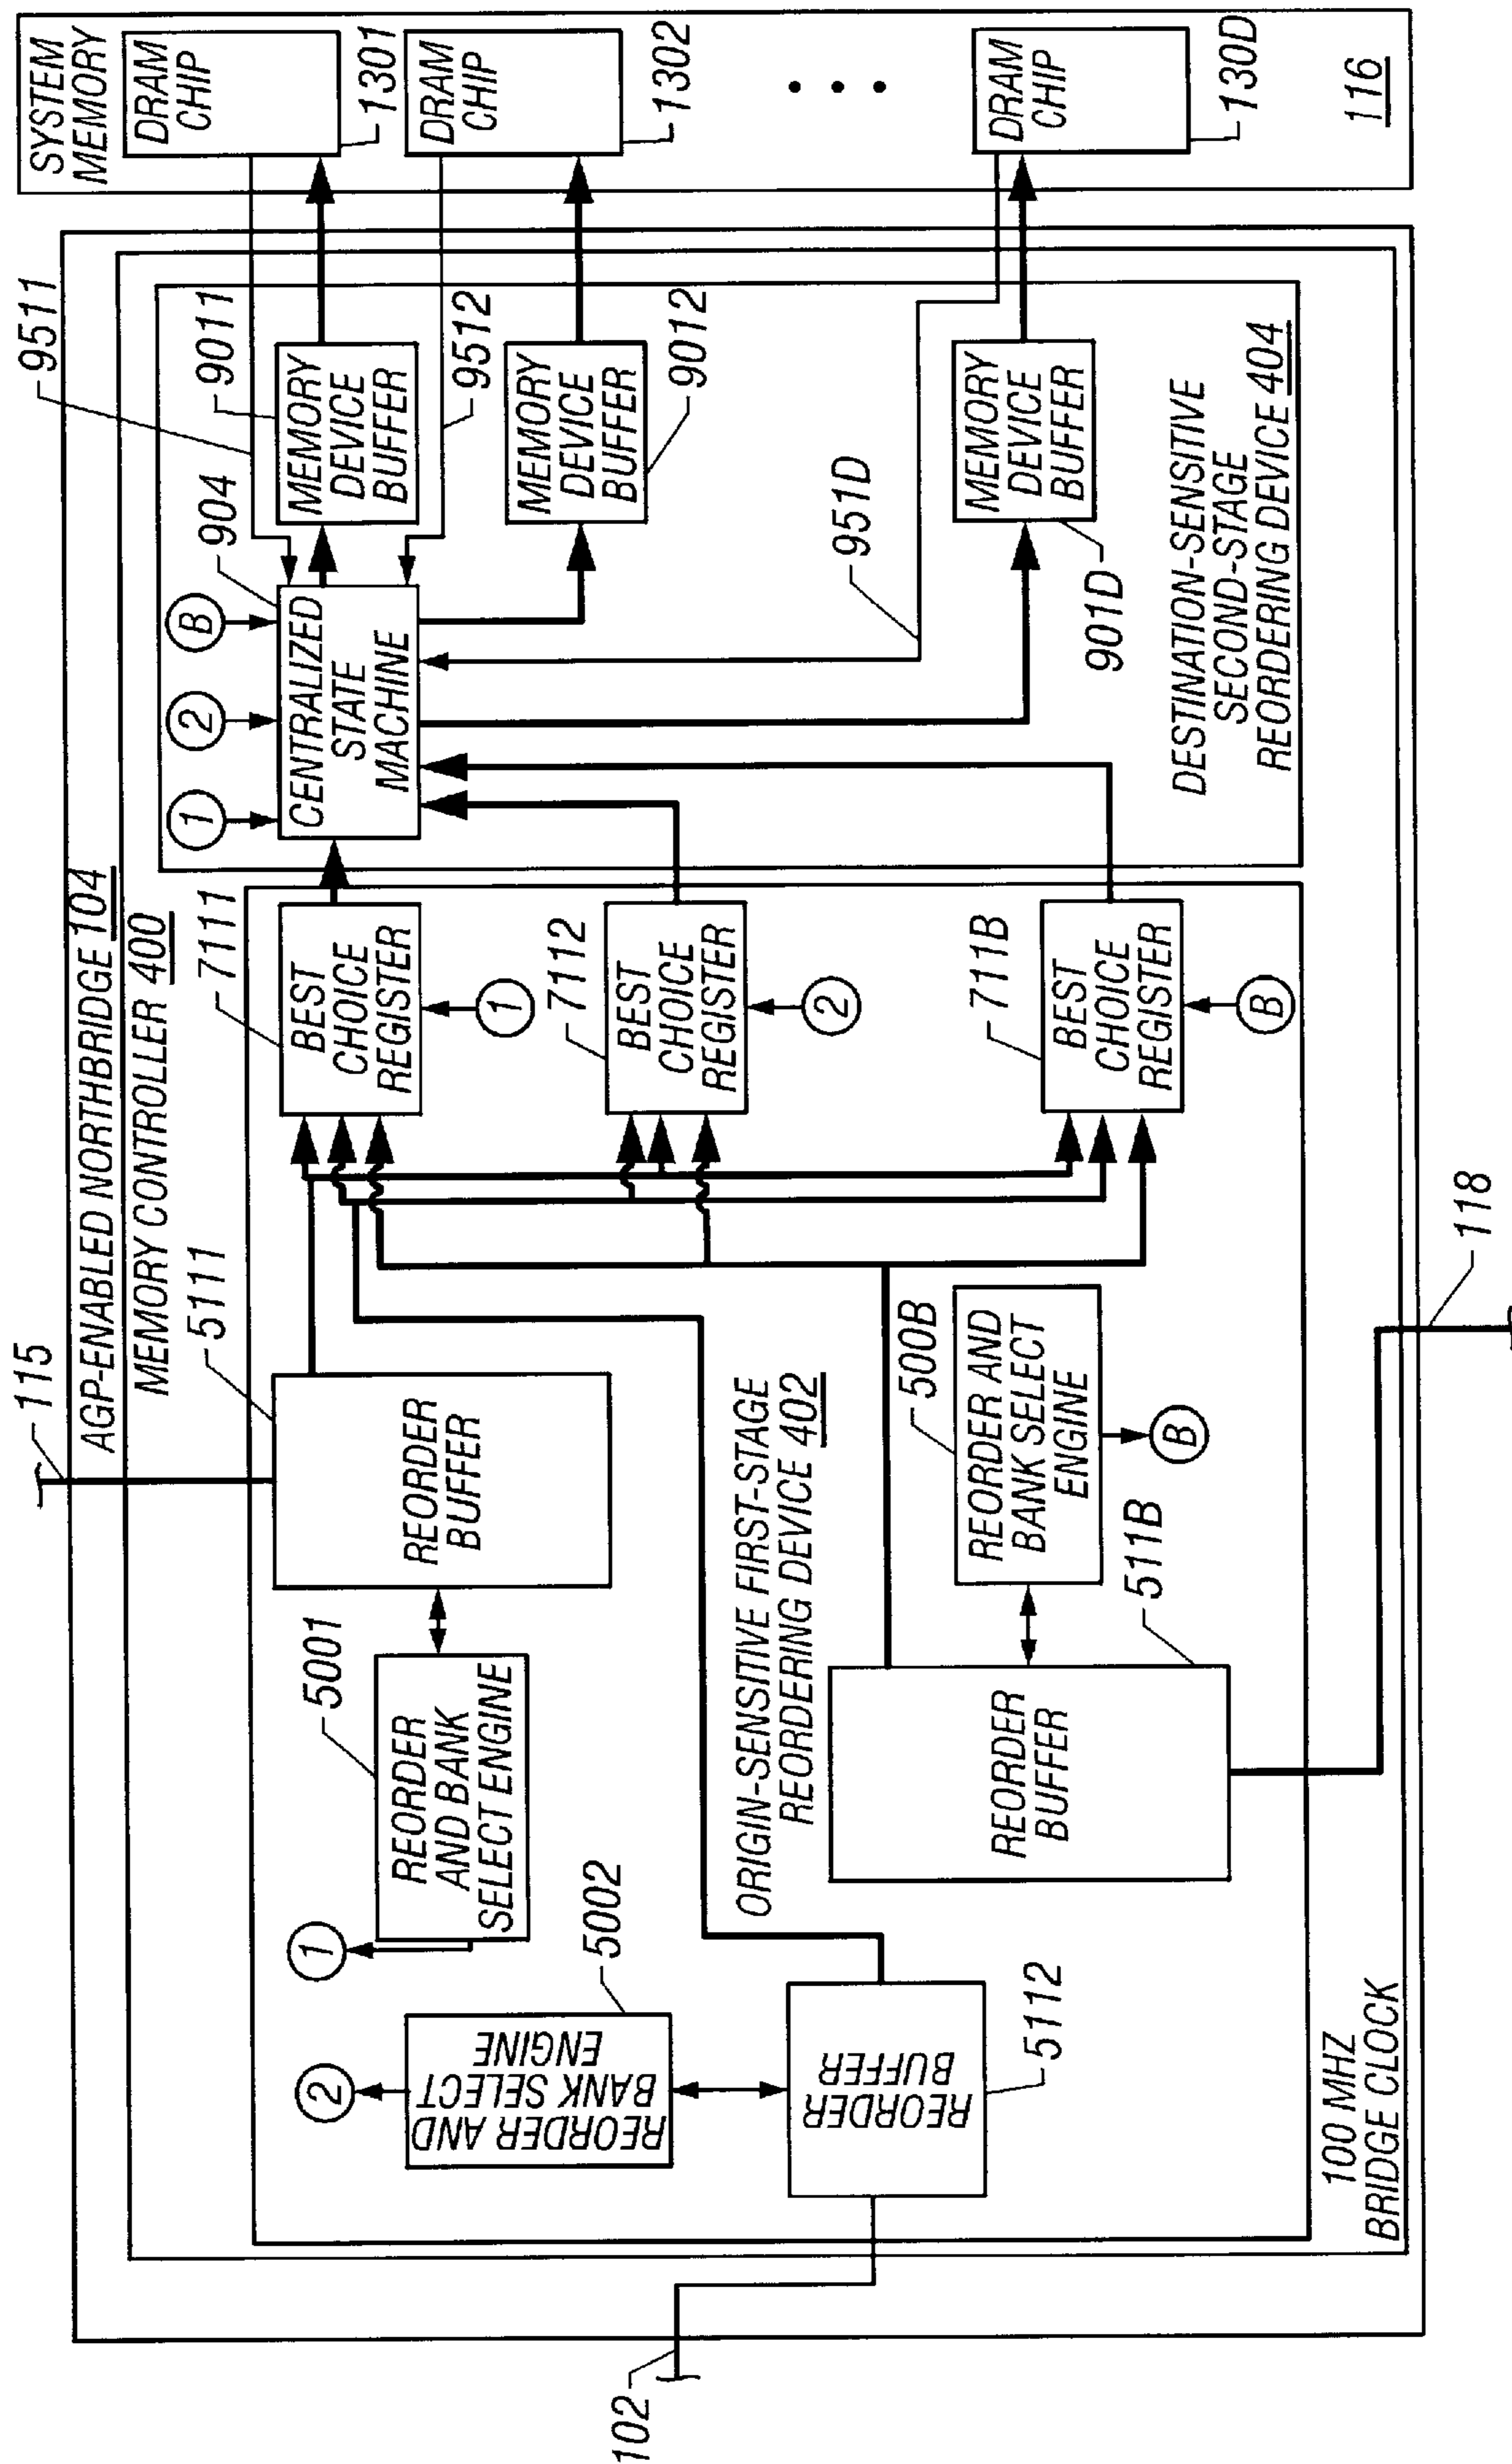 SYSTEM
MEMORY
DRAM
CHIP
1301
DRAM
CHIP
1302
DRAM
CHIP
130D
116
9511
9011
MEMORY
DEVICE
BUFFER
9512
MEMORY
DEVICE
BUFFER
9012
951D
MEMORY
DEVICE
BUFFER
901D
904
1
2
B
CENTRALIZED
STATE
MACHINE
DESTINATION-SENSITIVE
SECOND-STAGE
REORDERING DEVICE 404
AGP-ENABLED NORTHBRIDGE 104
MEMORY CONTROLLER 400
7111
BEST
CHOICE
REGISTER
1
7112
BEST
CHOICE
REGISTER
2
711B
BEST
CHOICE
REGISTER
B
115
5111
REORDER
BUFFER
5001
REORDER
AND BANK
SELECT ENGINE
1
ORIGIN-SENSITIVE FIRST-STAGE
REORDERING DEVICE 402
500B
REORDER AND
BANK SELECT
ENGINE
B
511B
REORDER
BUFFER
118
5002
REORDER AND
BANK SELECT
ENGINE
2
REORDER
BUFFER
5112
102
100 MHZ
BRIDGE CLOCK